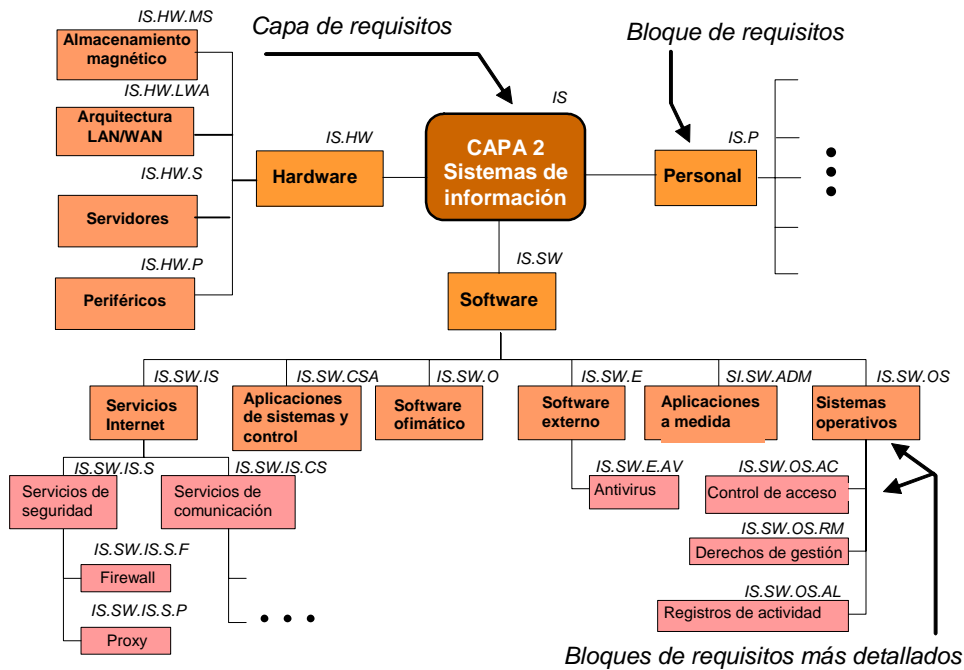 IS.HW.MS
Almacenamiento
magnético
IS.HW.LWA
Arquitectura
LAN/WAN
IS.HW.S
Servidores
IS.HW.P
Periféricos
IS.HW
Hardware
Capa de requisitos
IS
CAPA 2
Sistemas de
información
Bloque de requisitos
IS.P
Personal
IS.SW
Software
IS.SW.IS
Servicios
Internet
IS.SW.CSA
Aplicaciones
de sistemas y
control
IS.SW.O
Software
ofimático
IS.SW.E
Software
externo
SI.SW.ADM
Aplicaciones
a medida
IS.SW.OS
Sistemas
operativos
IS.SW.IS.S
Servicios de
seguridad
IS.SW.IS.CS
Servicios de
comunicación
IS.SW.E.AV
Antivirus
IS.SW.OS.AC
Control de acceso
IS.SW.IS.S.F
Firewall
IS.SW.OS.RM
Derechos de gestión
IS.SW.IS.S.P
Proxy
IS.SW.OS.AL
Registros de actividad
Bloques de requisitos más detallados